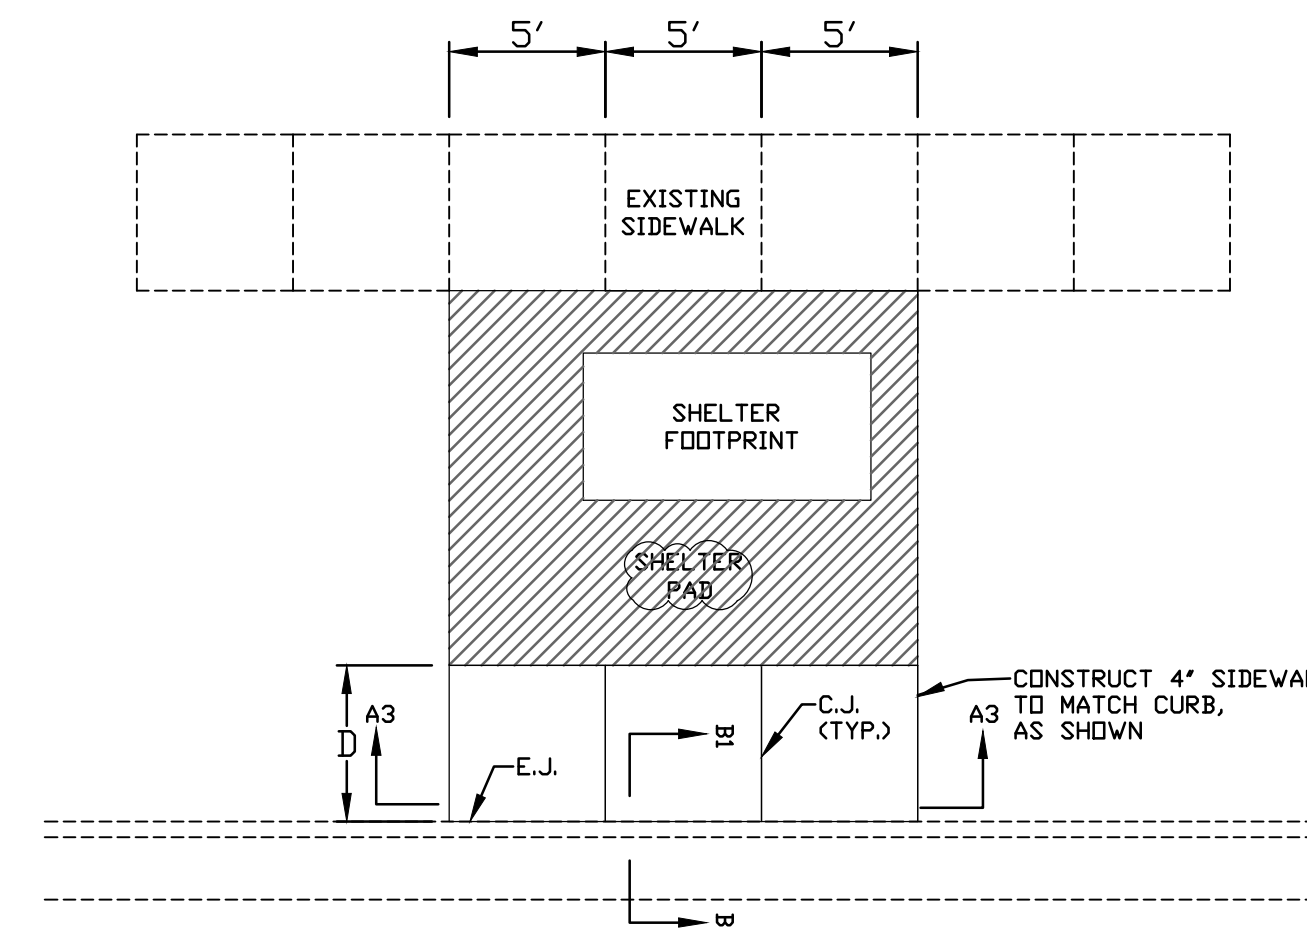 5' 5' 5'
EXISTING
SIDEWALK
SHELTER
FOOTPRINT
SHELTER
PAD
CONSTRUCT 4"
TO MATCH CURB,
AS SHOWN
A3
D
E.J.
B1
C.J.
(TYP.)
A3
B